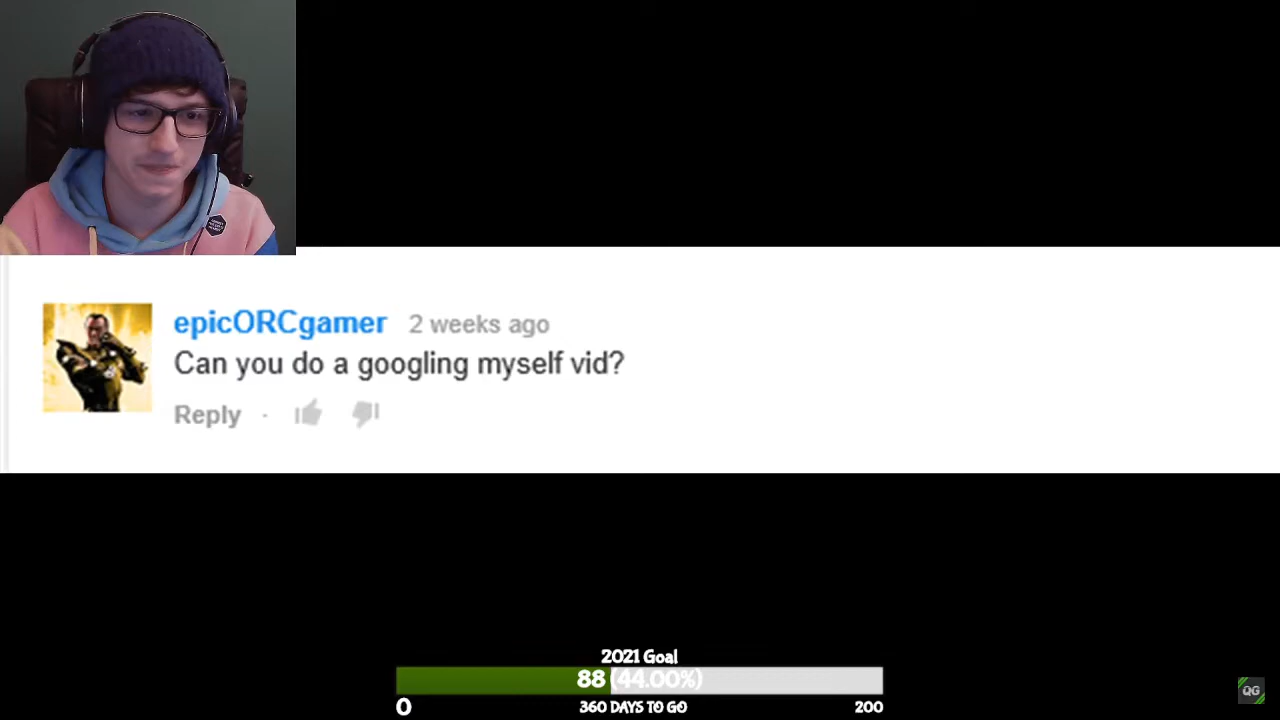 epicORCgamer 2 weeks ago
Can you do a googling myself vid?
Reply ·
2021 Goal
88 (44.00%)
0 360 DAYS TO GO 200
QG